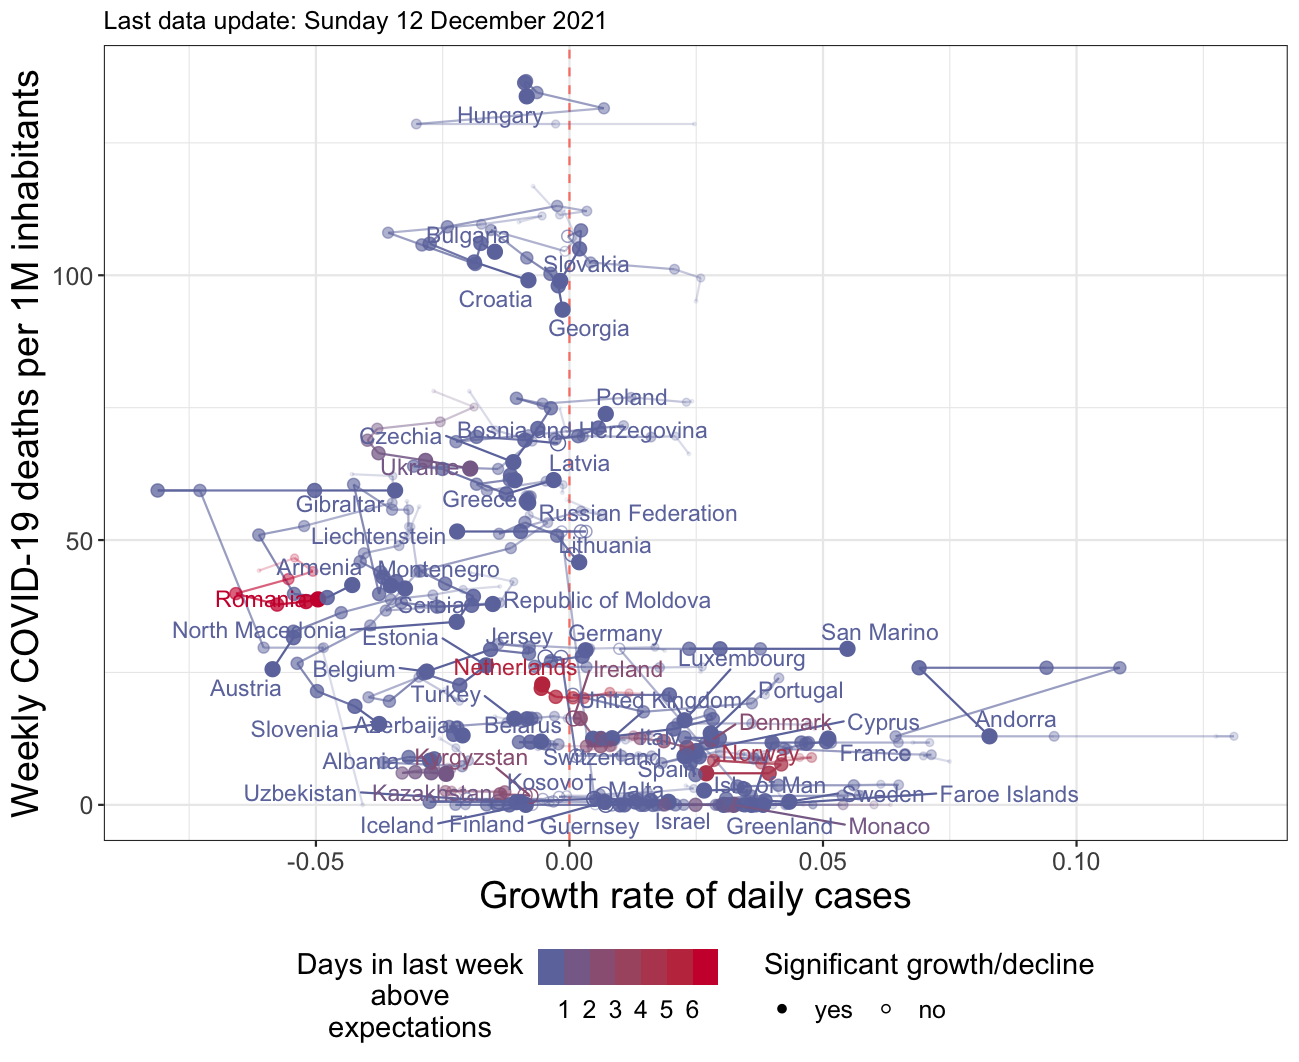 Last data update: Sunday 12 December 2021
Weekly COVID-19 deaths per 1M inhabitants
100
50
0
Hungary
Bulgaria
Slovakia
Croatia
Georgia
Poland
Czechia
Bosnia and Herzegovina
Ukraine
Latvia
Gibraltar
Greece
Russian Federation
Liechtenstein
Lithuania
Armenia
Montenegro
Romania
Serbia
Republic of Moldova
North Macedonia
Estonia
Jersey
Germany
San Marino
Belgium
Netherlands
Ireland
Luxembourg
Austria
Turkey
United Kingdom
Portugal
Slovenia
Azerbaijan
Belarus
Italy
Denmark
Cyprus
Andorra
Albania
Kyrgyzstan
Switzerland
Spain
Norway
France
Uzbekistan
Kazakhstan
Kosovo†
Malta
Isle of Man
Sweden
Faroe Islands
Iceland
Finland
Guernsey
Israel
Greenland
Monaco
-0.05
0.00
0.05
0.10
Growth rate of daily cases
Days in last week
above
expectations
1 2 3 4 5 6
Significant growth/decline
yes
no